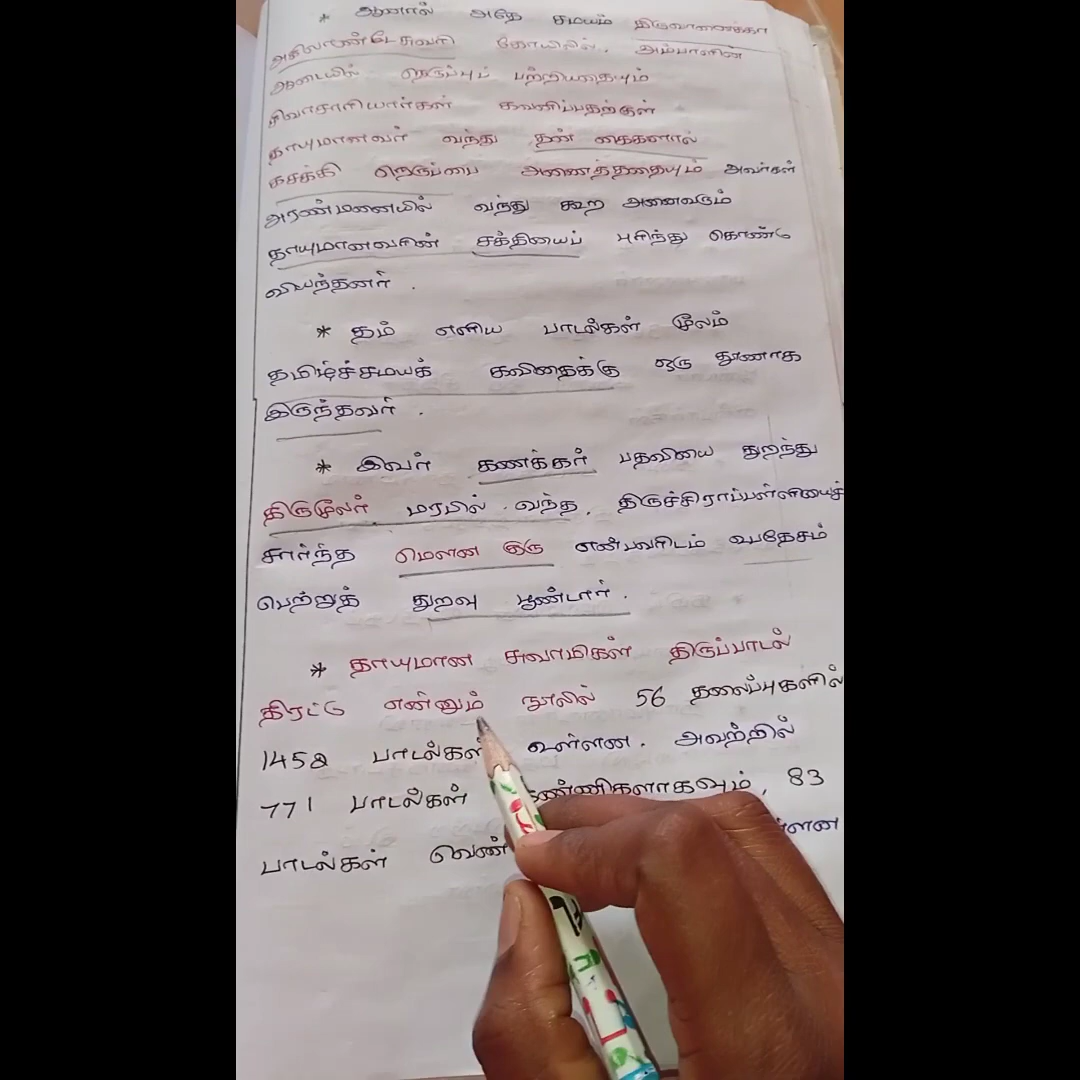 * ஆனால் அதே சமயம் திருவானைக்கா
அகிலாண்டேசுவரி கோயிலில், அம்பாளின்
ஆடையில் நெருப்புப் பற்றியதையும்
சிவாசாரியார்கள் கவனிப்பதற்குள்
தாயுமானவர் வந்து தன் கைகளால்
கசக்கி நெருப்பை அணைத்ததையும் அவர்கள்
அரண்மனையில் வந்து கூற அனைவரும்
தாயுமானவரின் சக்தியைப் புரிந்து கொண்டு
வியந்தனர்.
* தம் எளிய பாடல்கள் மூலம்
தமிழ்ச்சமயக் கவிதைக்கு ஒரு தூணாக
இருந்தவர்.
* இவர் கணக்கர் பதவியை துறந்து
திருமூலர் மரபில் வந்த, திருச்சிராப்பள்ளியைச்
சார்ந்த மௌன குரு என்பவரிடம் உபதேசம்
பெற்றுத் துறவு பூண்டார்.
* தாயுமான சுவாமிகள் திருப்பாடல்
திரட்டு எனினும் நூலில் 56 தலைப்புகளில்
1452 பாடல்கள் உள்ளன. அவற்றில்
771 பாடல்கள் கண்ணிகளாகவும், 83
பாடல்கள் வெண்